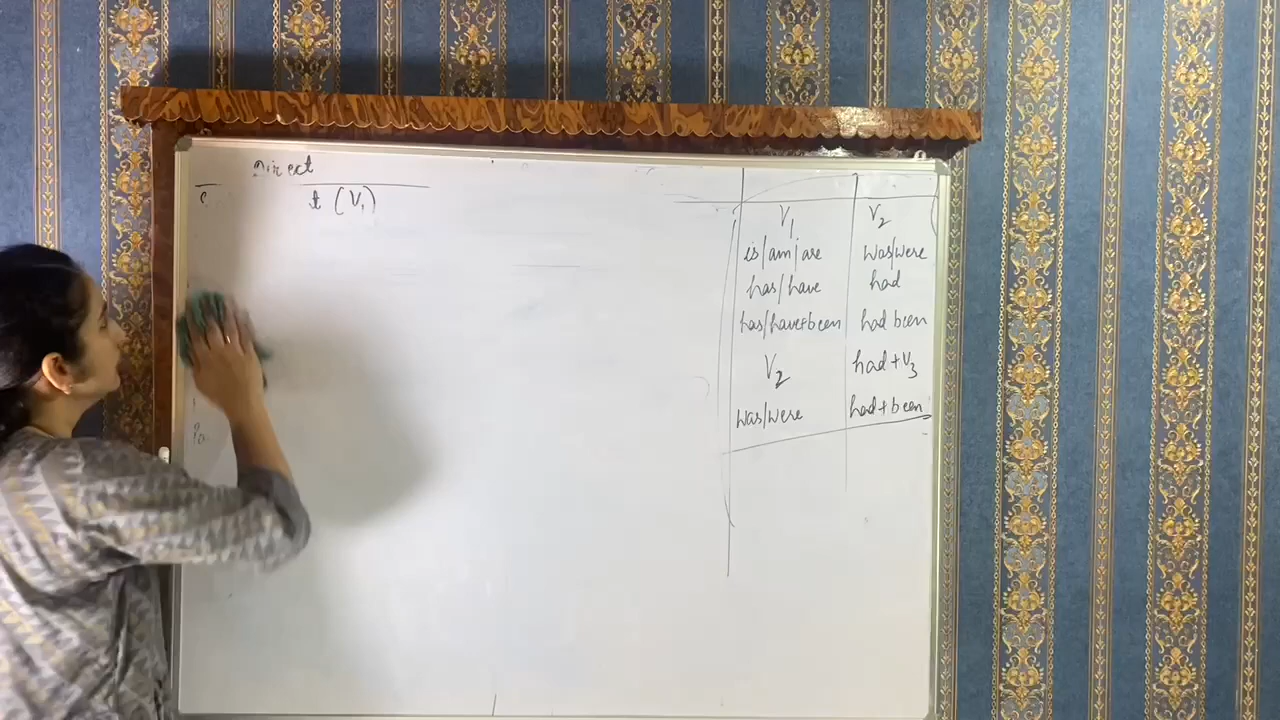 Direct
t (V1)
V1 V2
is/am/are was/were
has/have had
has/have+been had been
V2 had+V3
was/were had+been